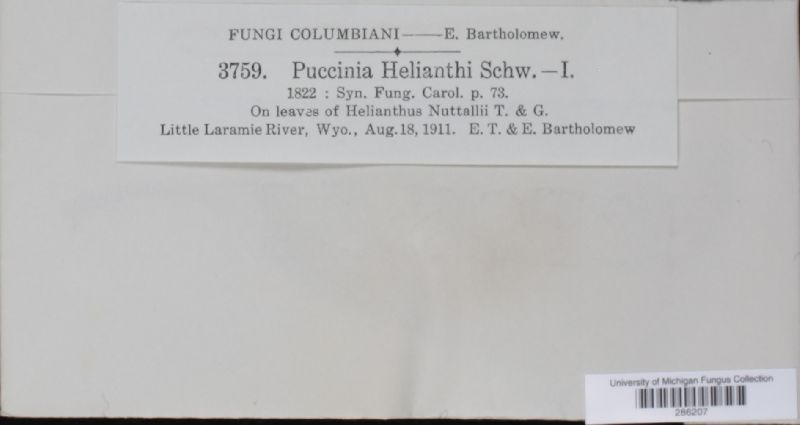 FUNGI COLUMBIANI——E. Bartholomew.
3759. Puccinia Helianthi Schw.—I.
1822 : Syn. Fung. Carol. p. 73.
On leaves of Helianthus Nuttallii T. & G.
Little Laramie River, Wyo., Aug. 18, 1911. E. T. & E. Bartholomew
University of Michigan Fungus Collection
286207